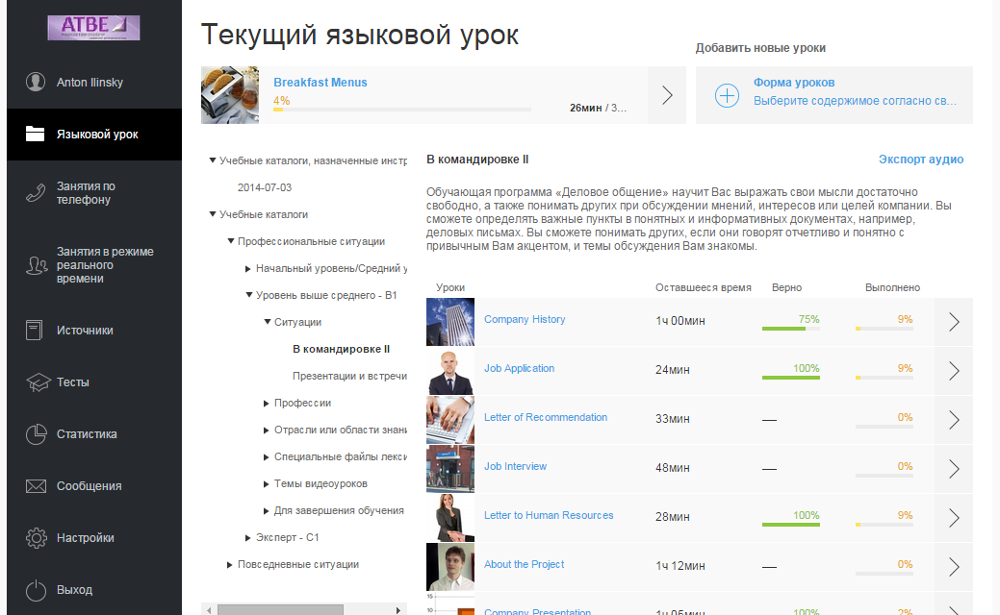 ATBE
Anton Ilinsky
Языковой урок
Занятия по
телефону
Занятия в режиме
реального
времени
Источники
Тесты
Статистика
Сообщения
Настройки
Выход
Текущий языковой урок
Breakfast Menus
4%
26мин / 3...
Добавить новые уроки
Форма уроков
Выберите содержимое согласно св...
Учебные каталоги, назначенные инстр
2014-07-03
Учебные каталоги
Профессиональные ситуации
Начальный уровень/Средний у
Уровень выше среднего - B1
Ситуации
В командировке II
Презентации и встречи
Профессии
Отрасли или области знани
Специальные файлы лекси
Темы видеоуроков
Для завершения обучения
Эксперт - C1
Повседневные ситуации
В командировке II
Экспорт аудио
Обучающая программа «Деловое общение» научит Вас выражать свои мысли достаточно
свободно, а также понимать других при обсуждении мнений, интересов или целей компании. Вы
сможете определять важные пункты в понятных и информативных документах, например,
деловых письмах. Вы сможете понимать других, если они говорят отчетливо и понятно с
привычным Вам акцентом, и темы обсуждения Вам знакомы.
Уроки Оставшееся время Верно Выполнено
Company History 1ч 00мин 75% 9%
Job Application 24мин 100% 9%
Letter of Recommendation 33мин — 0%
Job Interview 48мин — 0%
Letter to Human Resources 28мин 100% 9%
About the Project 1ч 12мин — 0%
15
10
Company Presentation 1ч 05мин 100% 2%